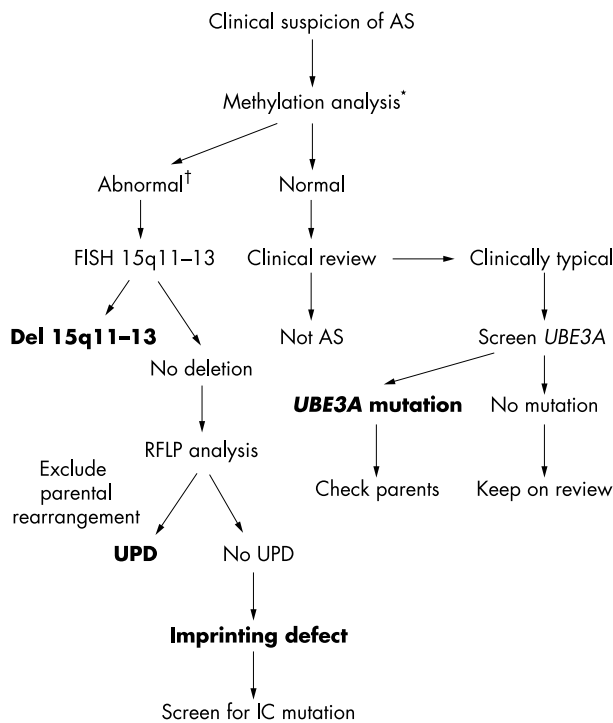 Clinical suspicion of AS
Methylation analysis*
Abnormal†
Normal
FISH 15q11–13
Clinical review
Clinically typical
Del 15q11–13
Not AS
Screen UBE3A
No deletion
UBE3A mutation
No mutation
RFLP analysis
Exclude
parental
rearrangement
Check parents
Keep on review
UPD
No UPD
Imprinting defect
Screen for IC mutation